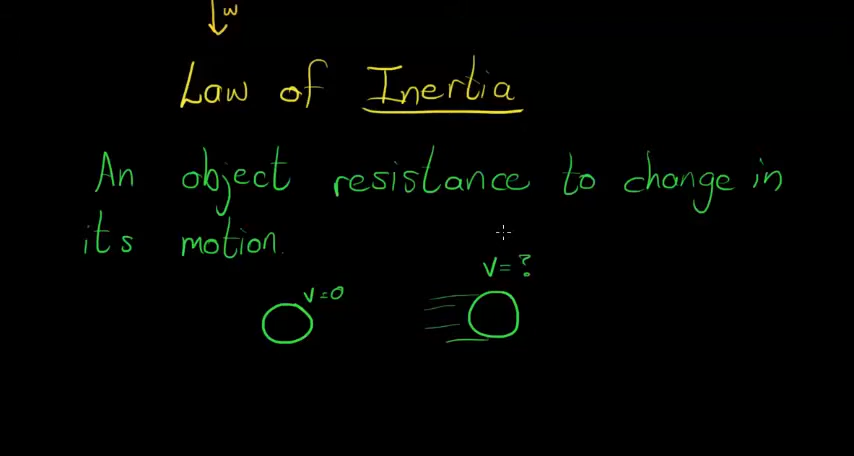 w
Law of Inertia
An object resistance to change in
its motion.
v=0
v=?